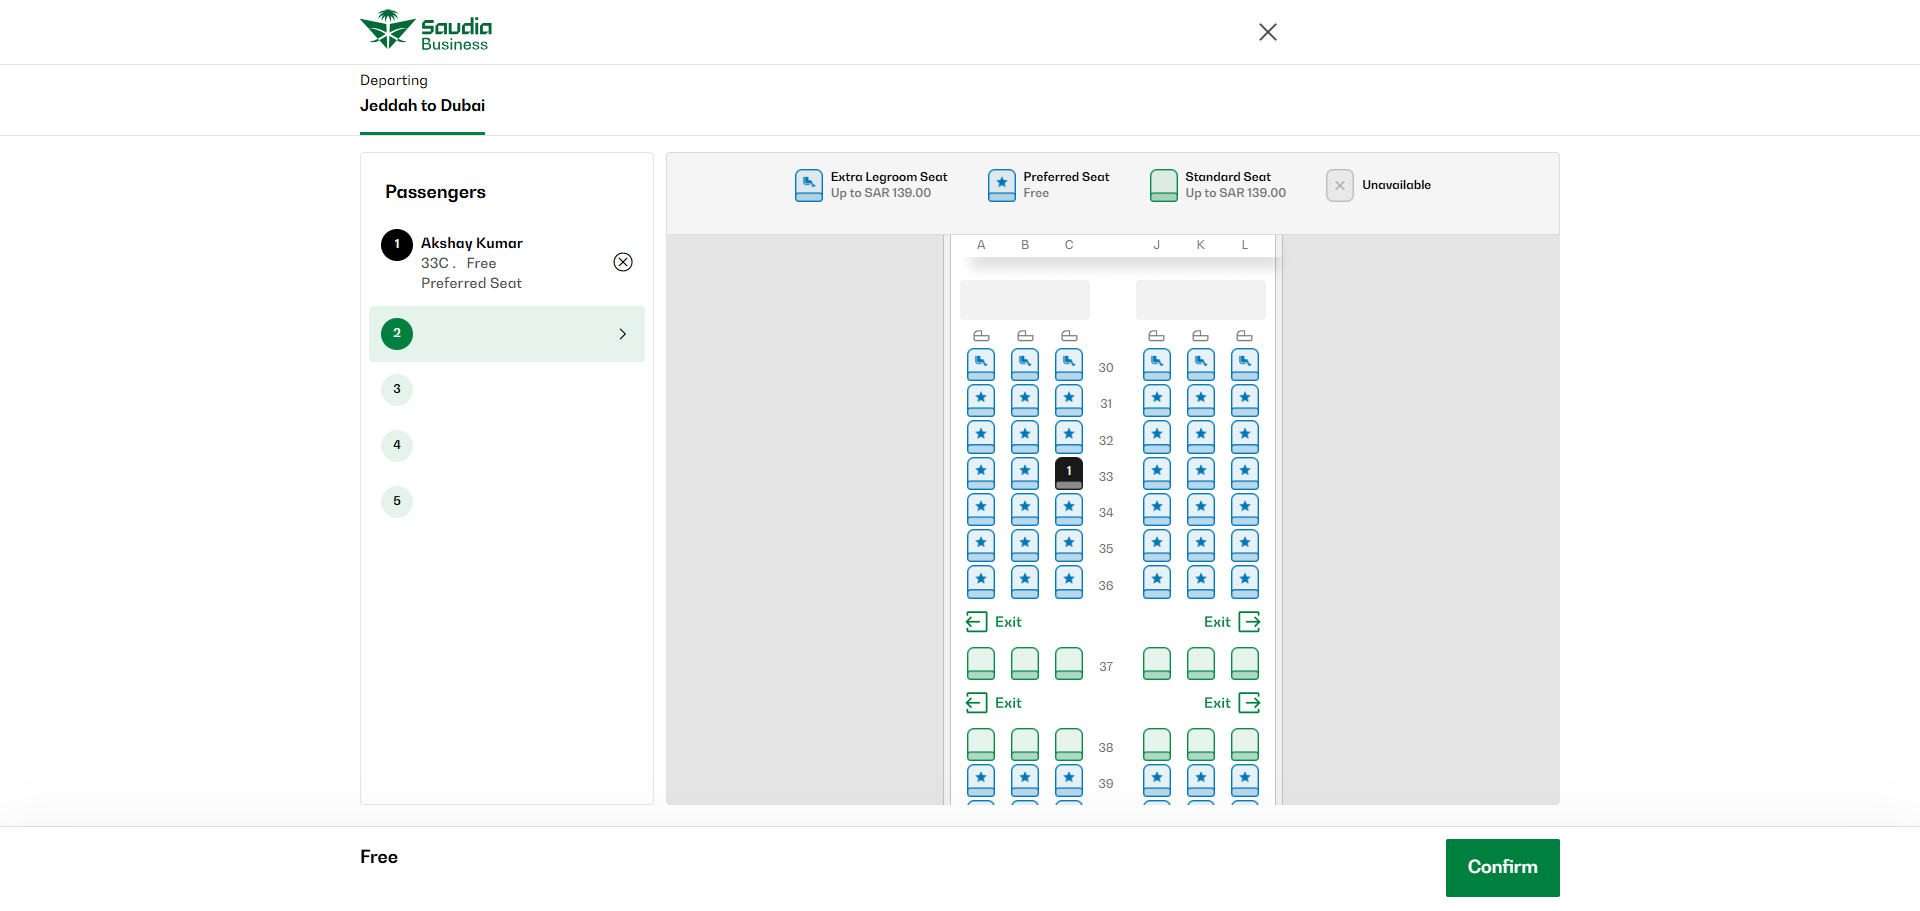 Saudia
Business
Departing
Jeddah to Dubai
Passengers
1
Akshay Kumar
33C . Free
Preferred Seat
2
3
4
5
Extra Legroom Seat
Up to SAR 139.00
Preferred Seat
Free
Standard Seat
Up to SAR 139.00
Unavailable
A B C J K L
30
31
32
1 33
34
35
36
Exit Exit
37
Exit Exit
38
39
Free
Confirm